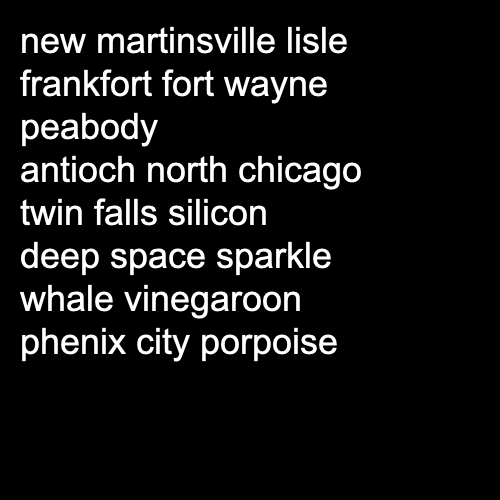 new martinsville lisle
frankfort fort wayne
peabody
antioch north chicago
twin falls silicon
deep space sparkle
whale vinegaroon
phenix city porpoise